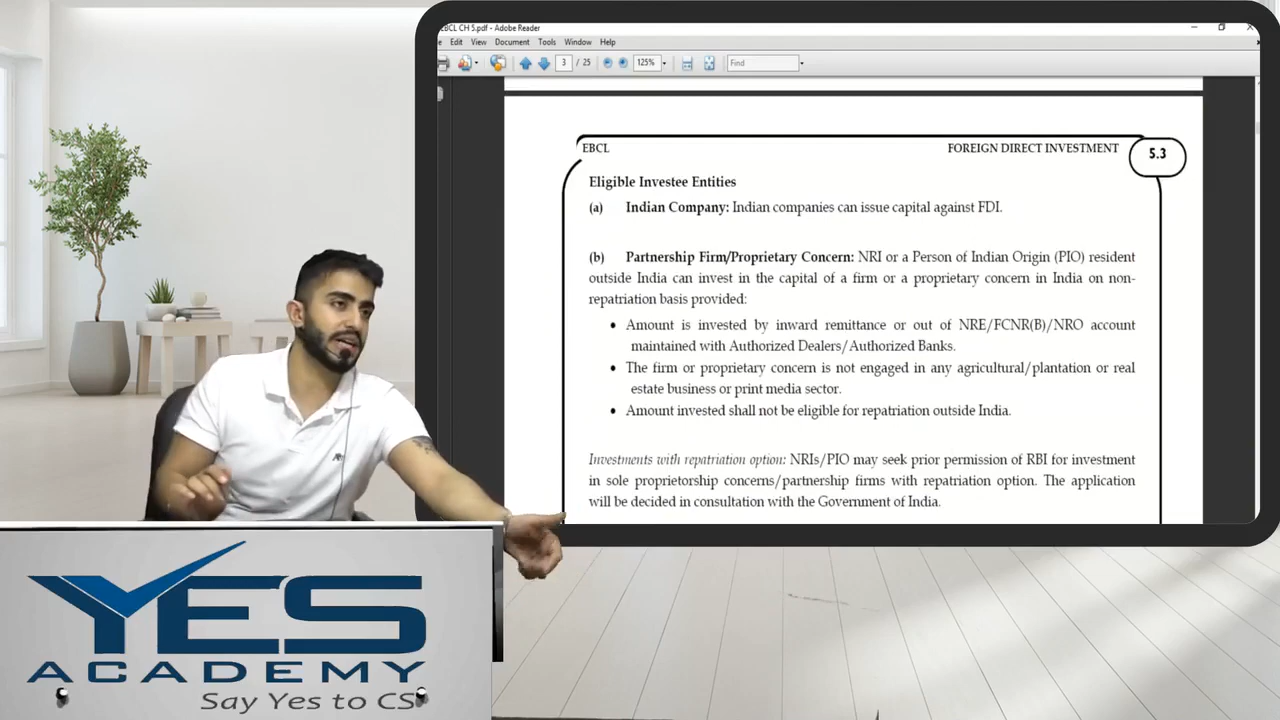 EBCL CH 5.pdf - Adobe Reader
Edit View Document Tools Window Help
3 / 25 125% Find
EBCL FOREIGN DIRECT INVESTMENT 5.3
Eligible Investee Entities
(a) Indian Company: Indian companies can issue capital against FDI.
(b) Partnership Firm/Proprietary Concern: NRI or a Person of Indian Origin (PIO) resident
outside India can invest in the capital of a firm or a proprietary concern in India on non-
repatriation basis provided:
• Amount is invested by inward remittance or out of NRE/FCNR(B)/NRO account
maintained with Authorized Dealers/Authorized Banks.
• The firm or proprietary concern is not engaged in any agricultural/plantation or real
estate business or print media sector.
• Amount invested shall not be eligible for repatriation outside India.
Investments with repatriation option: NRIs/PIO may seek prior permission of RBI for investment
in sole proprietorship concerns/partnership firms with repatriation option. The application
will be decided in consultation with the Government of India.
YES
ACADEMY
Say Yes to CS